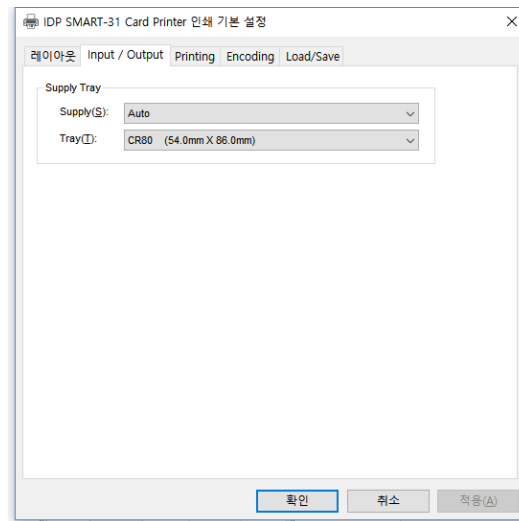 IDP SMART-31 Card Printer 인쇄 기본 설정
레이아웃 Input / Output Printing Encoding Load/Save
Supply Tray
Supply(S): Auto
Tray(T): CR80 (54.0mm X 86.0mm)
확인 취소 적용(A)